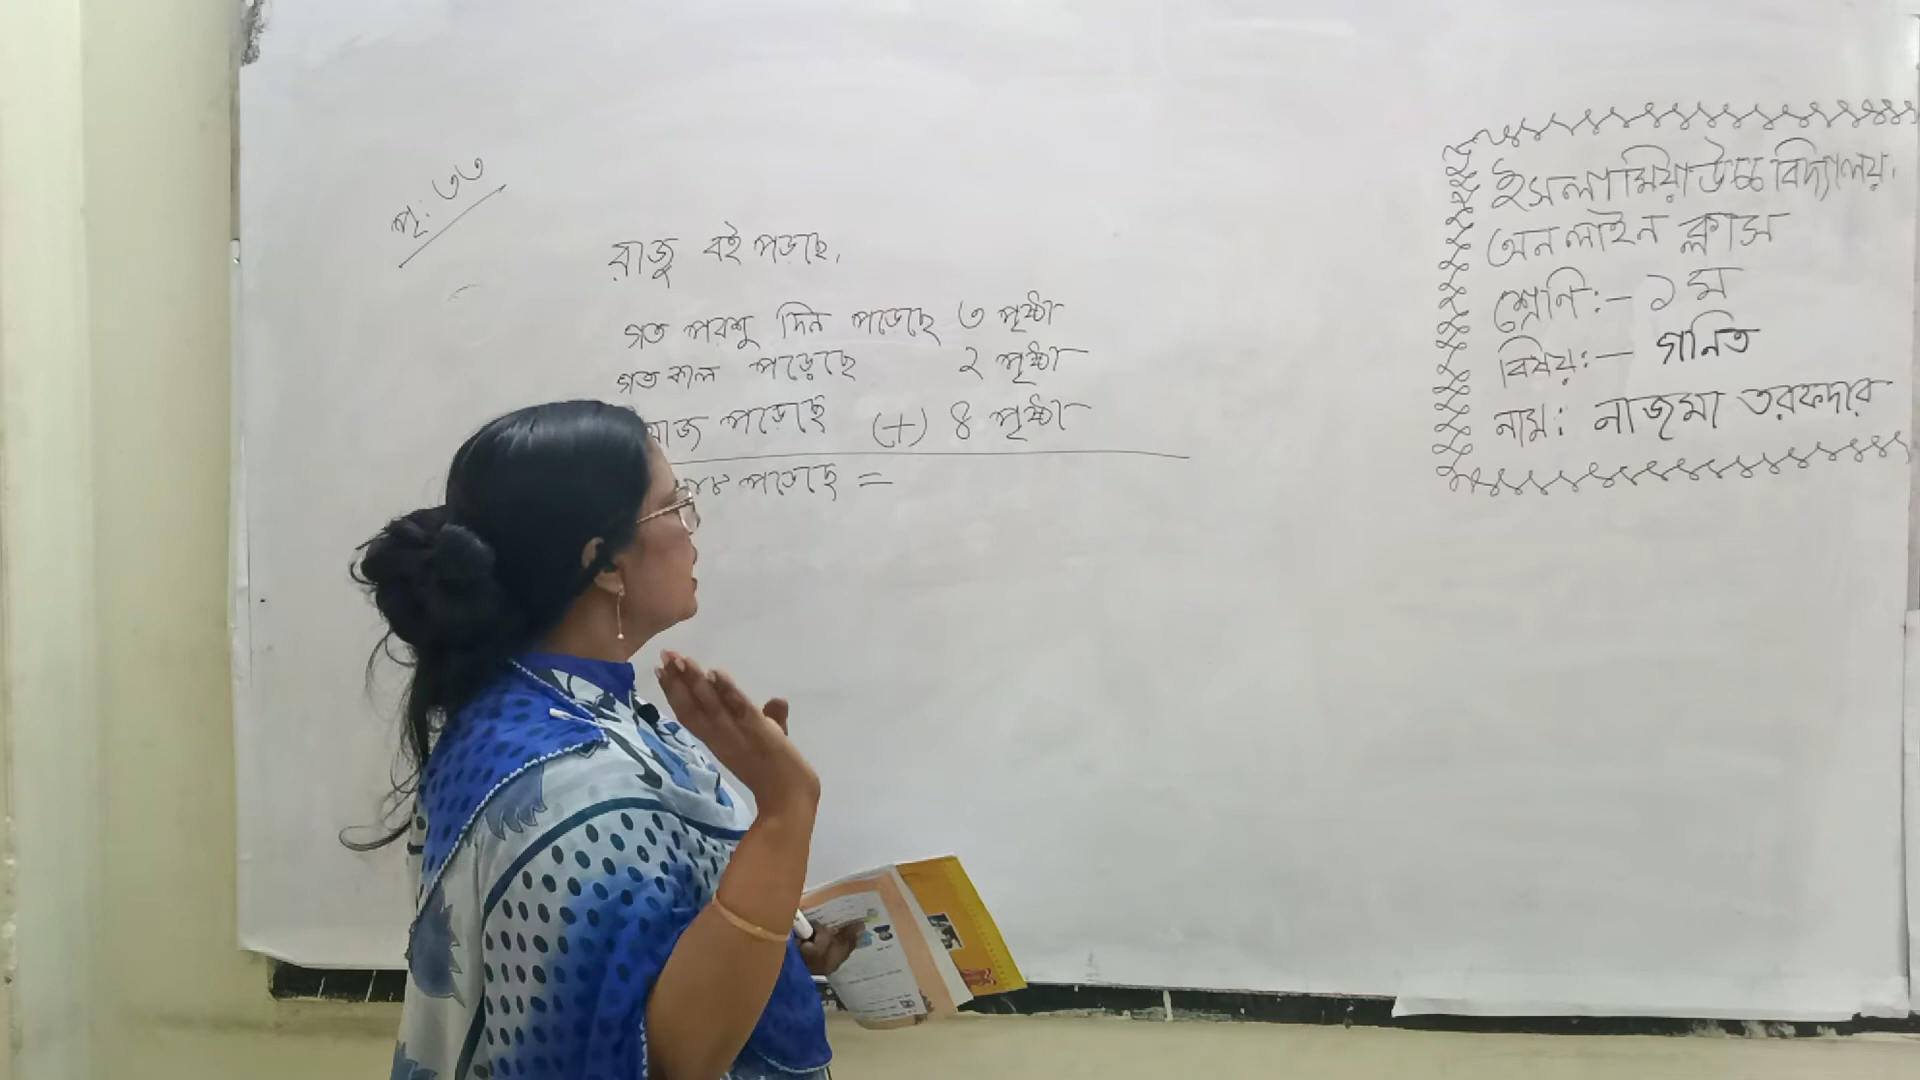 পৃ: ৩৩
রাজু বই পড়ছে,
গত পরশু দিন পড়েছে ৩ পৃষ্ঠা
গত কাল পড়েছে ২ পৃষ্ঠা
পড়েছে (+) ৪ পৃষ্ঠা
পড়েছে =
ইসলামিয়া উচ্চ বিদ্যালয়,
অনলাইন ক্লাস
শ্রেণি:- ১ম
বিষয়:- গনিত
নাম: নাজমা তরফদার